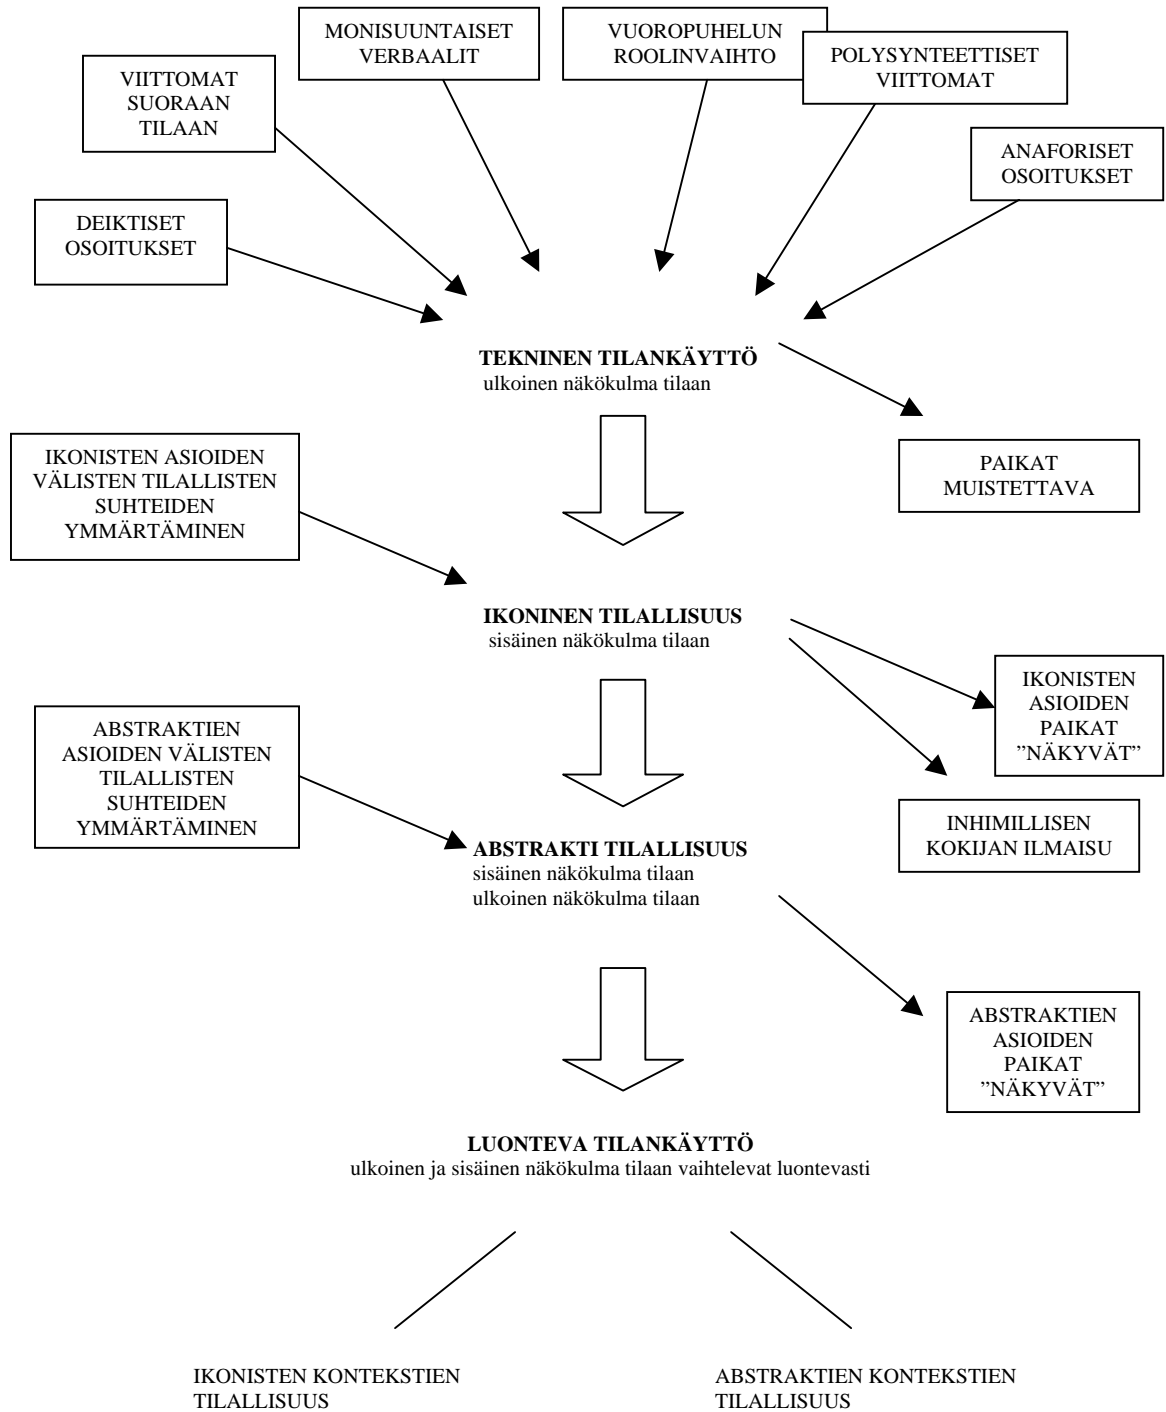 MONISUUNTAISET
VERBAALIT
VUOROPUHELUN
ROOLINVAIHTO
POLYSYNTEETTISET
VIITTOMAT
VIITTOMAT
SUORAAN
TILAAN
ANAFORISET
OSOITUKSET
DEIKTISET
OSOITUKSET
TEKNINEN TILANKÄYTTÖ
ulkoinen näkökulma tilaan
IKONISTEN ASIOIDEN
VÄLISTEN TILALLISTEN
SUHTEIDEN
YMMÄRTÄMINEN
PAIKAT
MUISTETTAVA
IKONINEN TILALLISUUS
sisäinen näkökulma tilaan
IKONISTEN
ASIOIDEN
PAIKAT
”NÄKYVÄT”
ABSTRAKTIEN
ASIOIDEN VÄLISTEN
TILALLISTEN
SUHTEIDEN
YMMÄRTÄMINEN
INHIMILLISEN
KOKIJAN ILMAISU
ABSTRAKTI TILALLISUUS
sisäinen näkökulma tilaan
ulkoinen näkökulma tilaan
ABSTRAKTIEN
ASIOIDEN
PAIKAT
”NÄKYVÄT”
LUONTEVA TILANKÄYTTÖ
ulkoinen ja sisäinen näkökulma tilaan vaihtelevat luontevasti
IKONISTEN KONTEKSTIEN
TILALLISUUS
ABSTRAKTIEN KONTEKSTIEN
TILALLISUUS